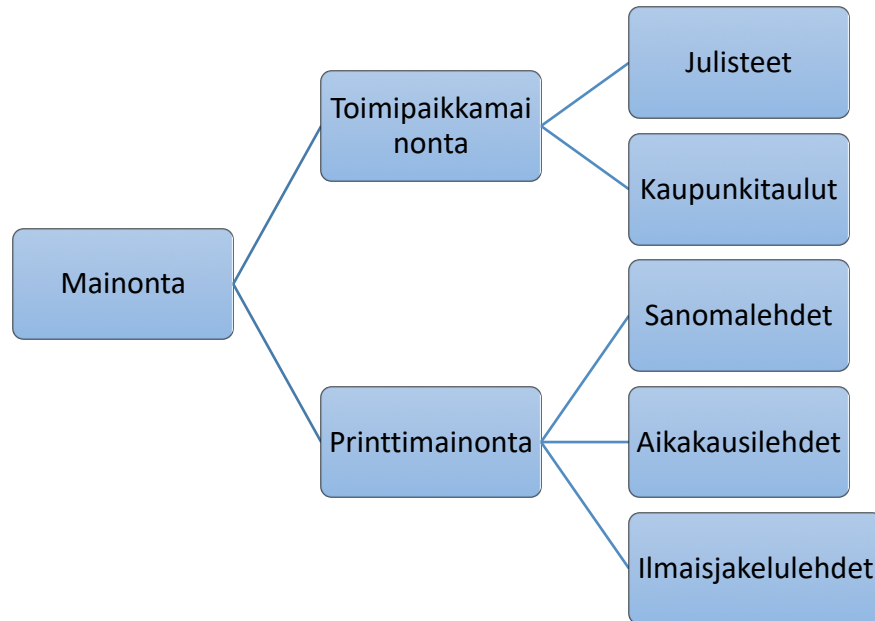 Mainonta
Toimipaikkamai
nonta
Julisteet
Kaupunkitaulut
Printtimainonta
Sanomalehdet
Aikakausilehdet
Ilmaisjakelulehdet